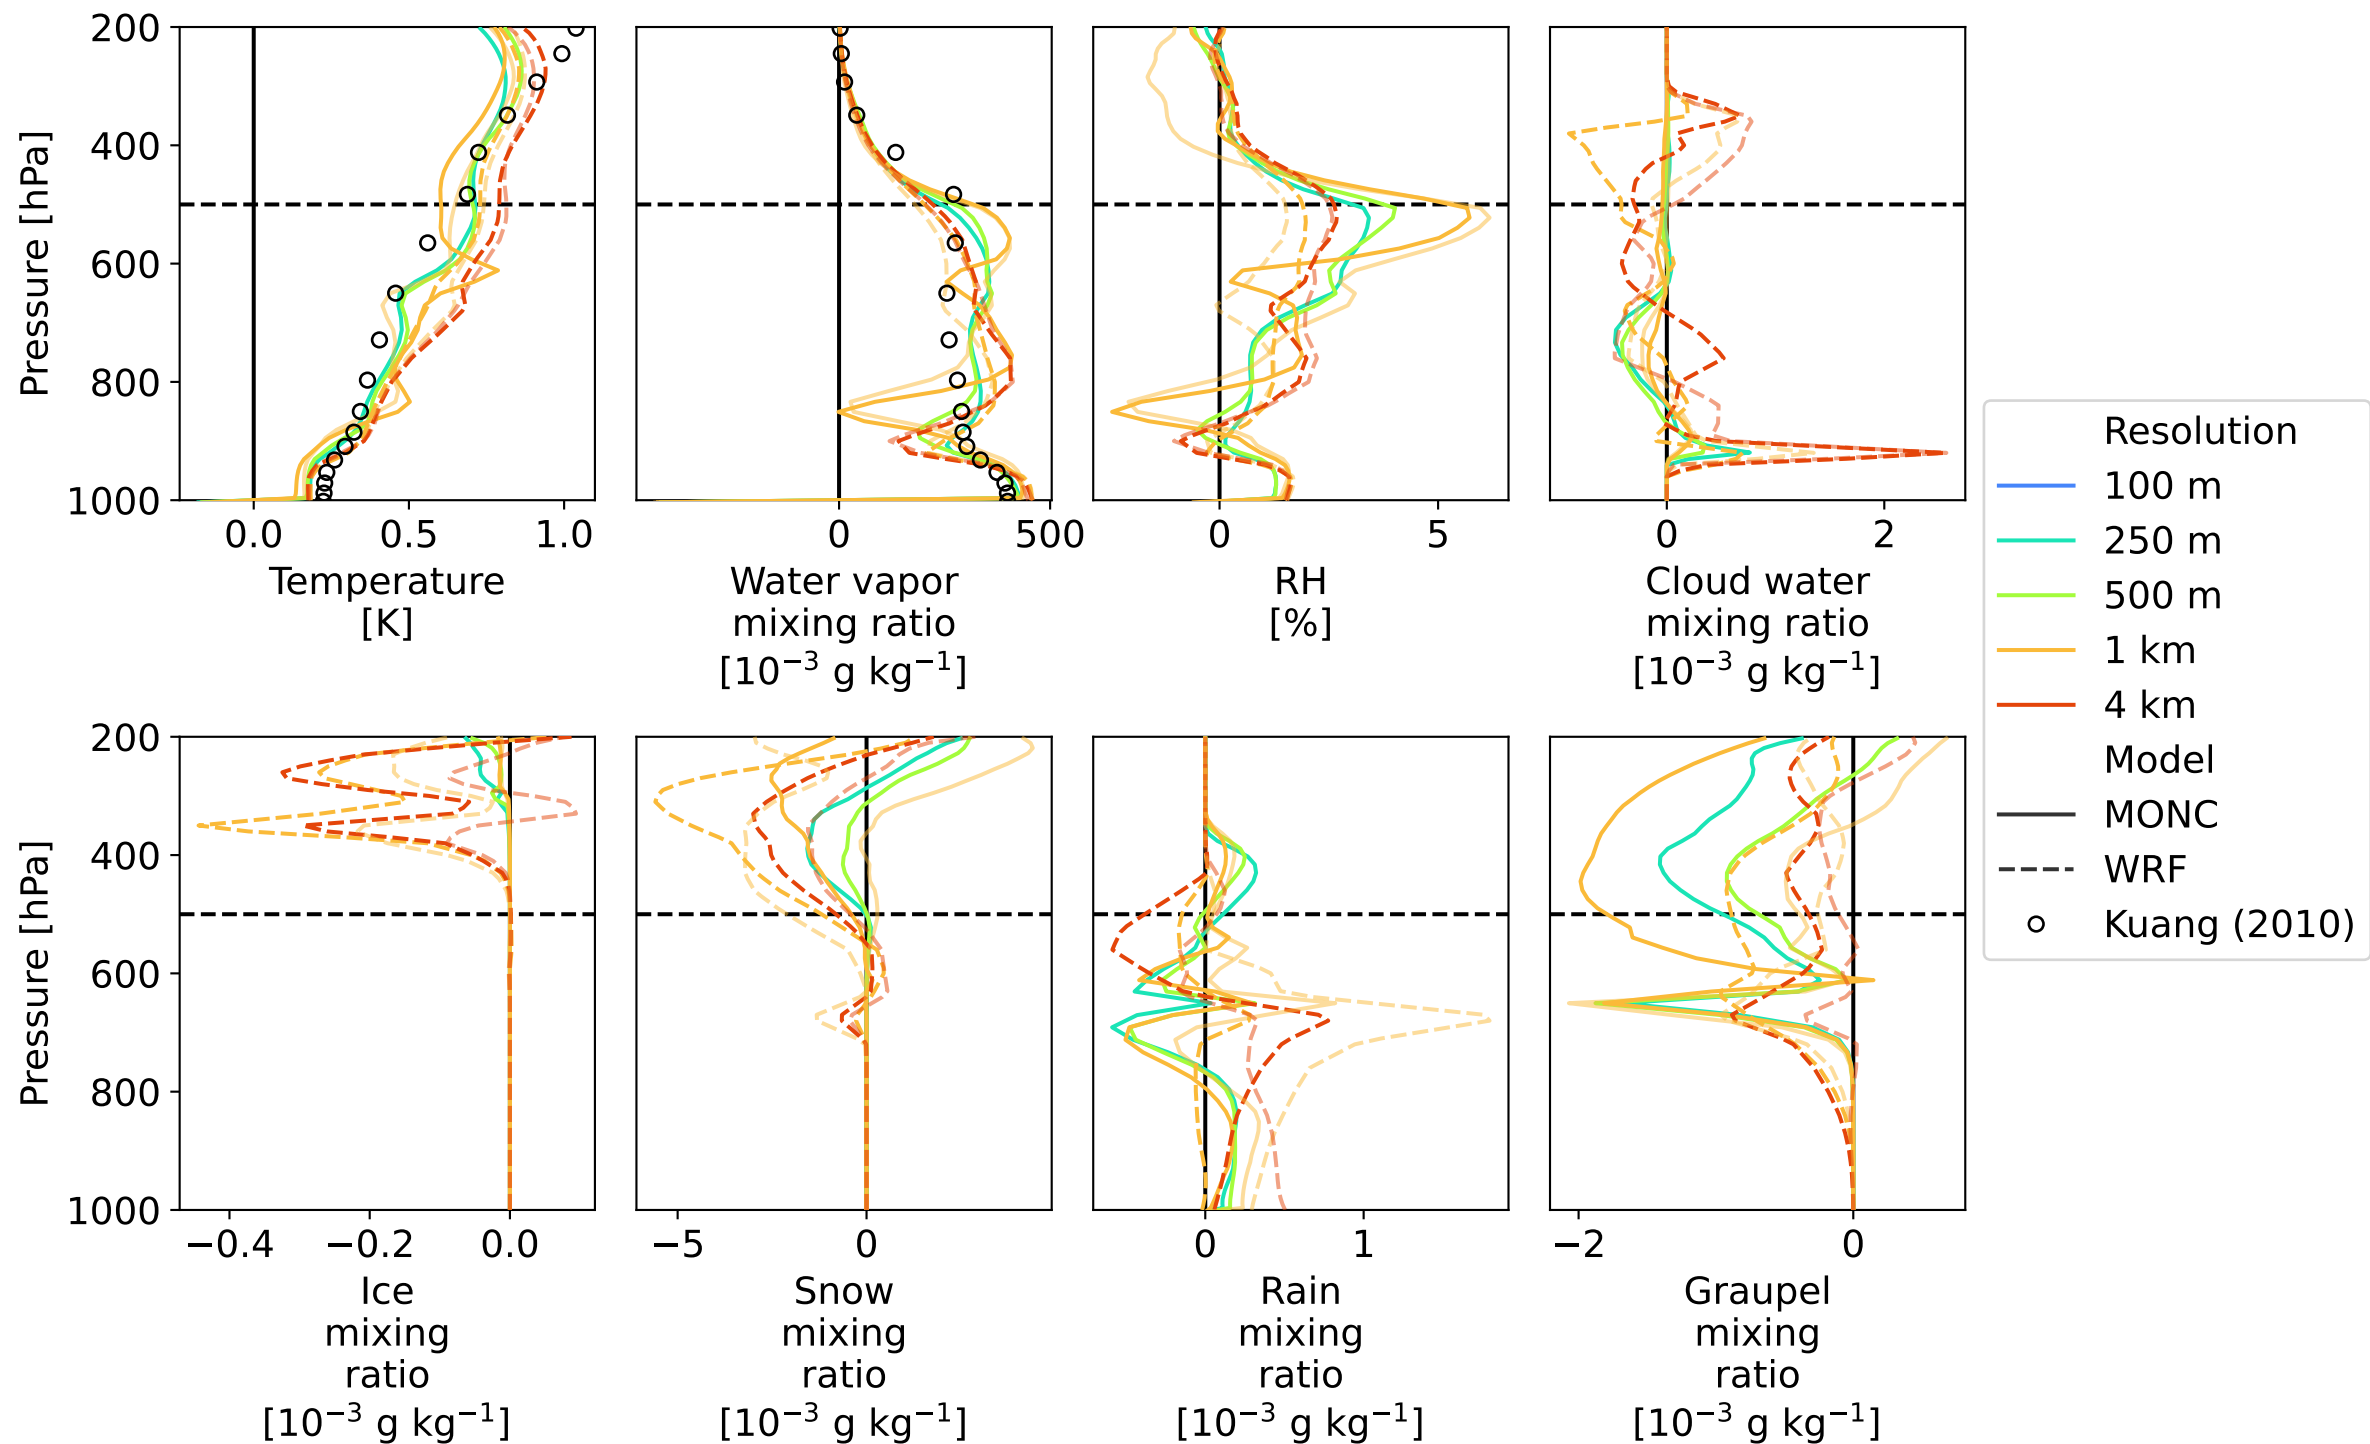 200
400
600
800
1000
Pressure [hPa]
0.0 0.5 1.0
Temperature
[K]
0 500
Water vapor
mixing ratio
[10⁻³ g kg⁻¹]
0 5
RH
[%]
0 2
Cloud water
mixing ratio
[10⁻³ g kg⁻¹]
200
400
600
800
1000
Pressure [hPa]
−0.4 −0.2 0.0
Ice
mixing
ratio
[10⁻³ g kg⁻¹]
−5 0
Snow
mixing
ratio
[10⁻³ g kg⁻¹]
0 1
Rain
mixing
ratio
[10⁻³ g kg⁻¹]
−2 0
Graupel
mixing
ratio
[10⁻³ g kg⁻¹]
Resolution
100 m
250 m
500 m
1 km
4 km
Model
MONC
WRF
Kuang (2010)